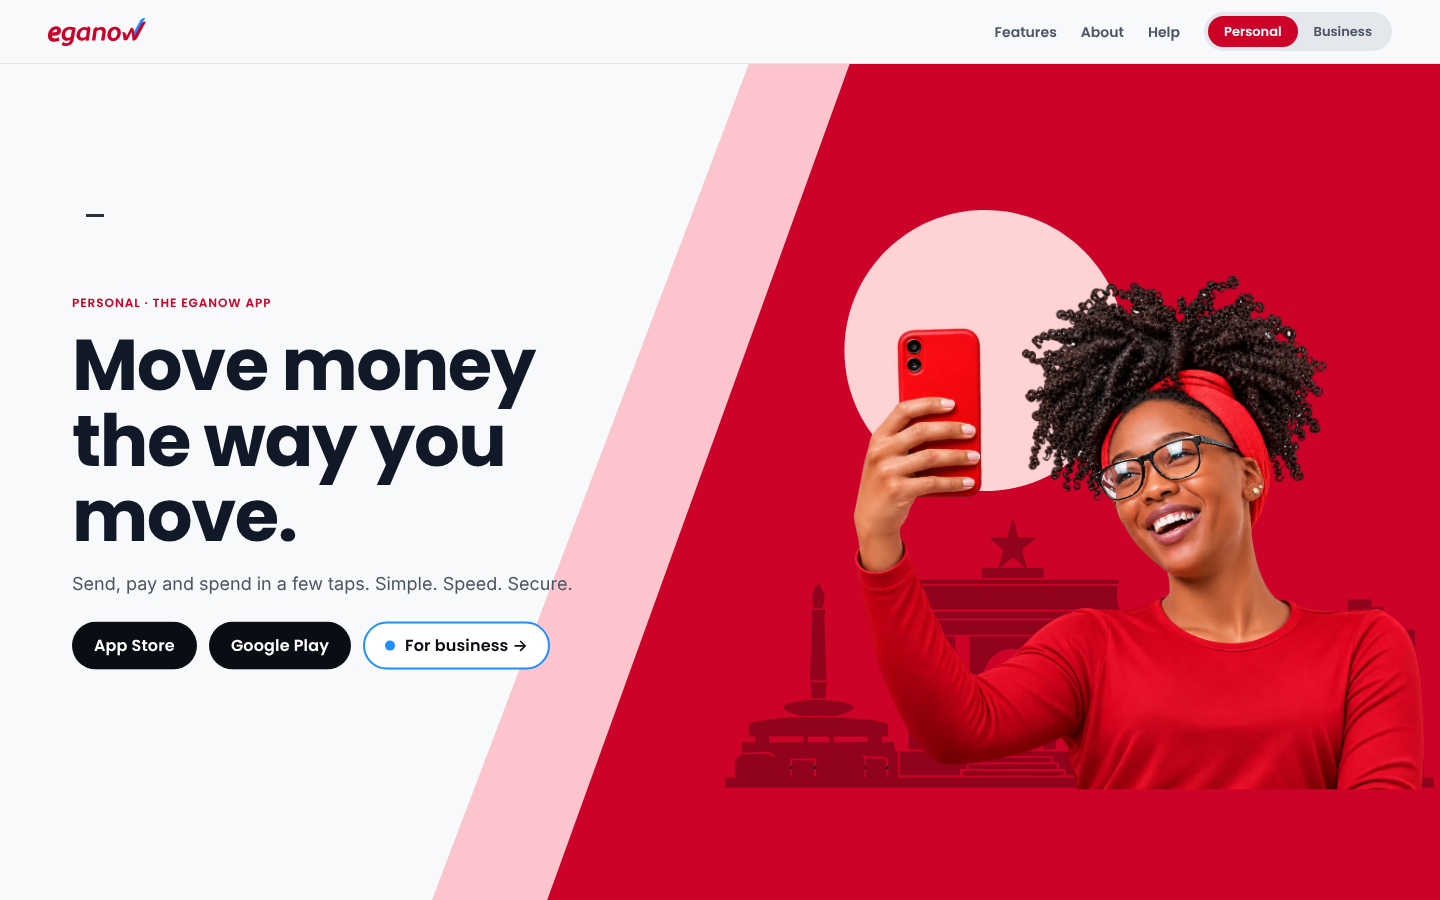 eganow
Features
About
Help
Personal
Business
PERSONAL · THE EGANOW APP
Move money
the way you
move.
Send, pay and spend in a few taps. Simple. Speed. Secure.
App Store
Google Play
For business →